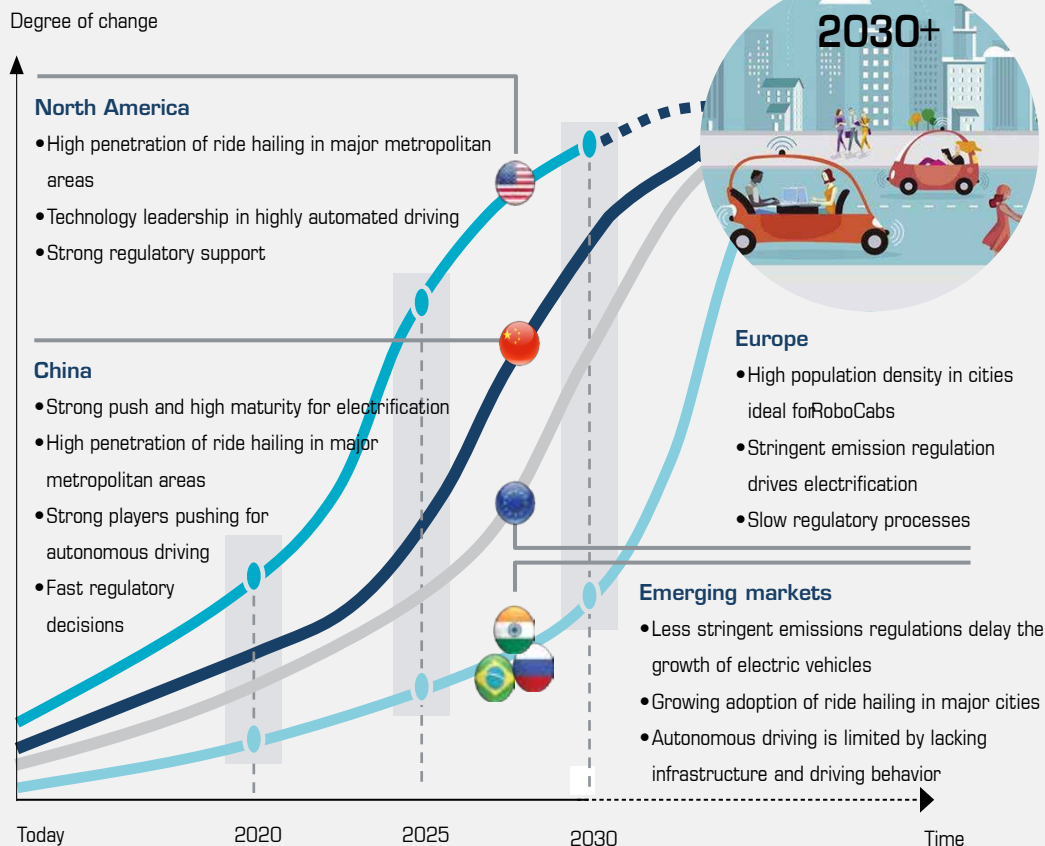 Degree of change
2030+
North America
•High penetration of ride hailing in major metropolitan
areas
•Technology leadership in highly automated driving
•Strong regulatory support
China
•Strong push and high maturity for electrification
•High penetration of ride hailing in major
metropolitan areas
•Strong players pushing for
autonomous driving
•Fast regulatory
decisions
Europe
•High population density in cities
ideal forRoboCabs
•Stringent emission regulation
drives electrification
•Slow regulatory processes
Emerging markets
•Less stringent emissions regulations delay the
growth of electric vehicles
•Growing adoption of ride hailing in major cities
•Autonomous driving is limited by lacking
infrastructure and driving behavior
Today
2020
2025
2030
Time